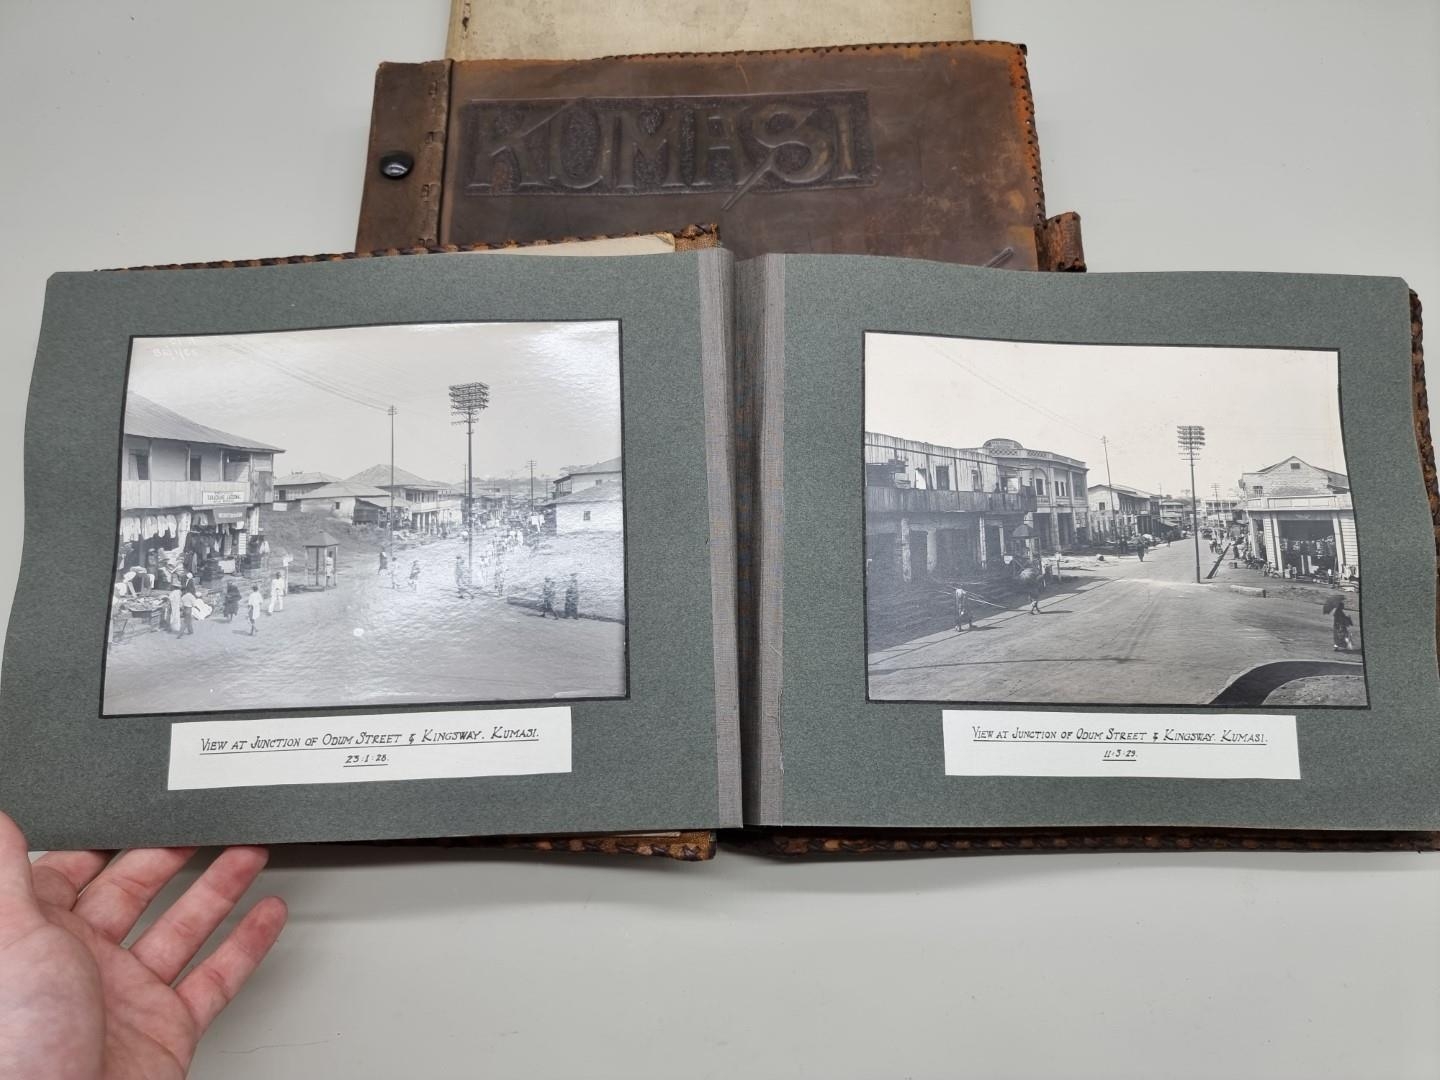 KUMASI
VIEW AT JUNCTION OF ODUM STREET & KINGSWAY. KUMASI.
23:1:28.
VIEW AT JUNCTION OF ODUM STREET & KINGSWAY. KUMASI.
11:3:29.